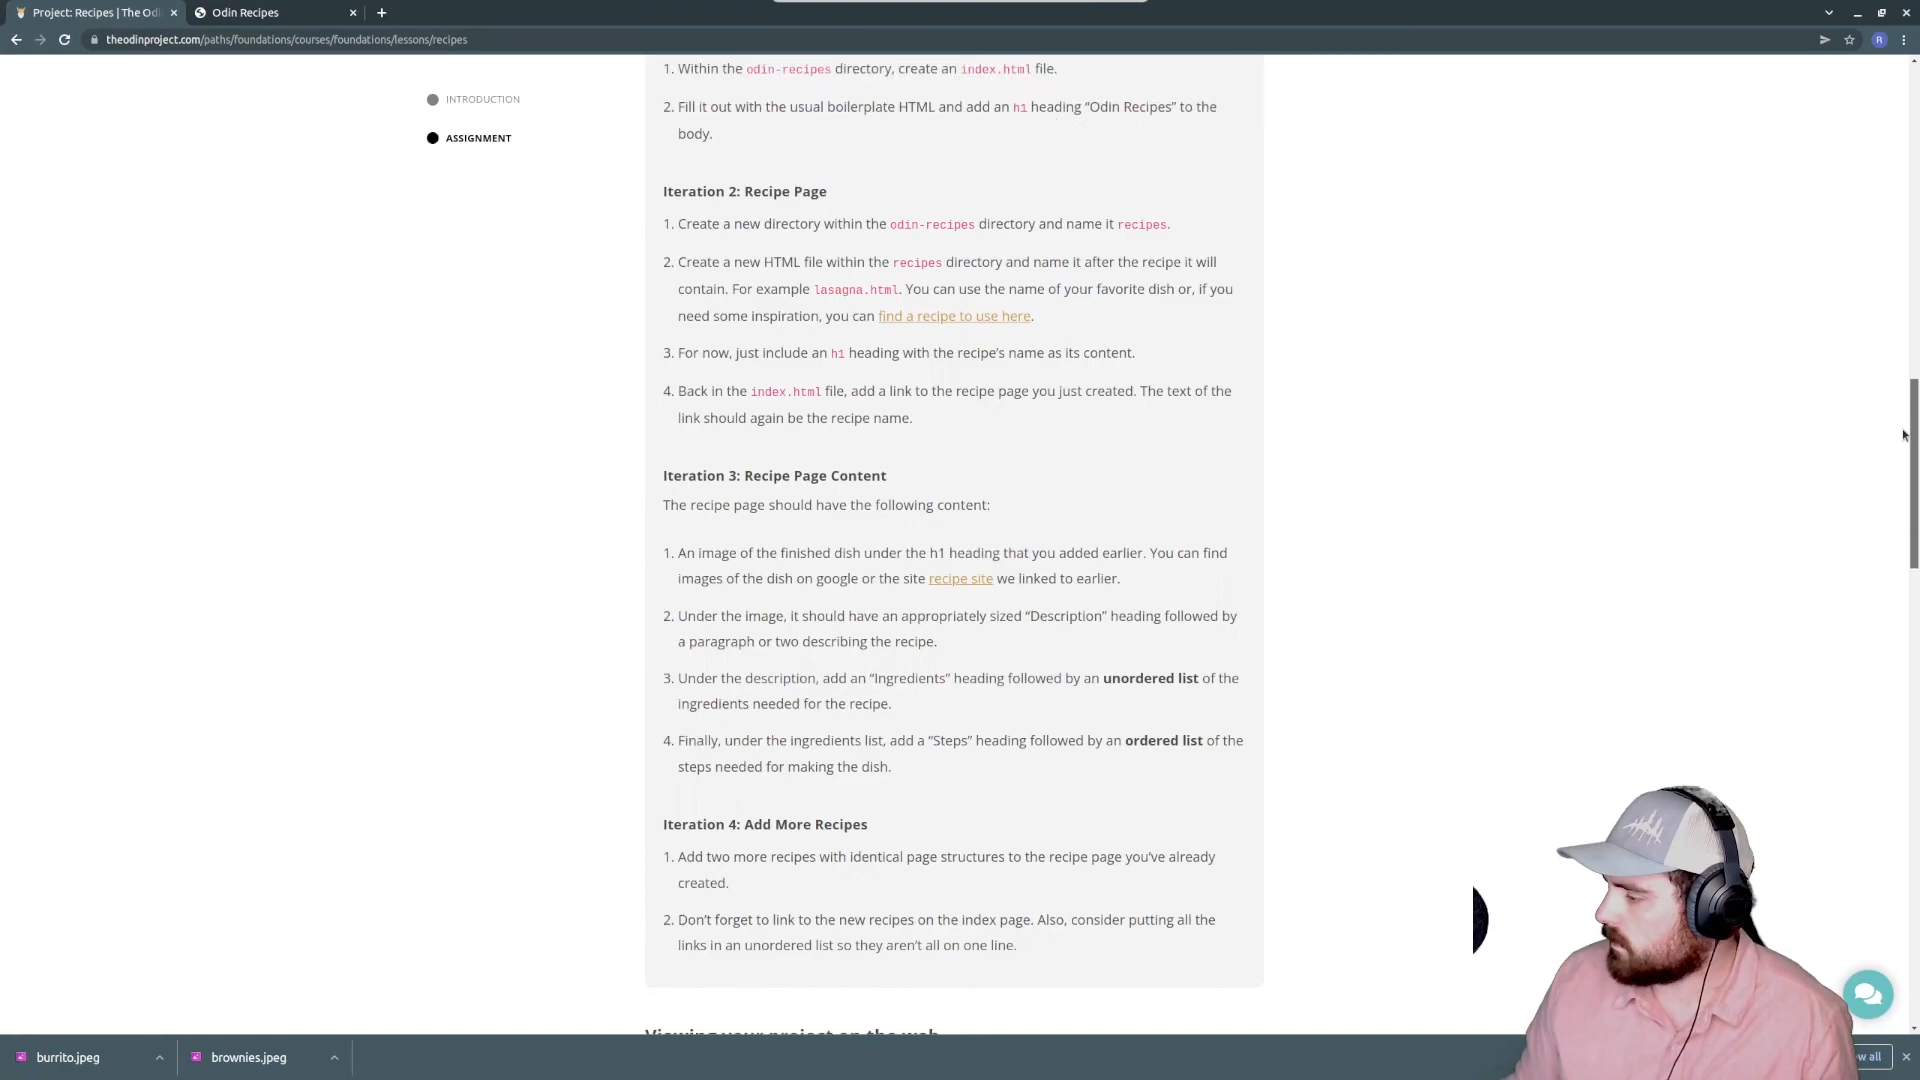 Project: Recipes | The Odi
Odin Recipes
theodinproject.com/paths/foundations/courses/foundations/lessons/recipes
R
INTRODUCTION
ASSIGNMENT
1. Within the odin-recipes directory, create an index.html file.
2. Fill it out with the usual boilerplate HTML and add an h1 heading “Odin Recipes” to the
body.
Iteration 2: Recipe Page
1. Create a new directory within the odin-recipes directory and name it recipes.
2. Create a new HTML file within the recipes directory and name it after the recipe it will
contain. For example lasagna.html. You can use the name of your favorite dish or, if you
need some inspiration, you can find a recipe to use here.
3. For now, just include an h1 heading with the recipe’s name as its content.
4. Back in the index.html file, add a link to the recipe page you just created. The text of the
link should again be the recipe name.
Iteration 3: Recipe Page Content
The recipe page should have the following content:
1. An image of the finished dish under the h1 heading that you added earlier. You can find
images of the dish on google or the site recipe site we linked to earlier.
2. Under the image, it should have an appropriately sized “Description” heading followed by
a paragraph or two describing the recipe.
3. Under the description, add an “Ingredients” heading followed by an unordered list of the
ingredients needed for the recipe.
4. Finally, under the ingredients list, add a “Steps” heading followed by an ordered list of the
steps needed for making the dish.
Iteration 4: Add More Recipes
1. Add two more recipes with identical page structures to the recipe page you’ve already
created.
2. Don’t forget to link to the new recipes on the index page. Also, consider putting all the
links in an unordered list so they aren’t all on one line.
Viewing your project on the web
burrito.jpeg
brownies.jpeg
ow all